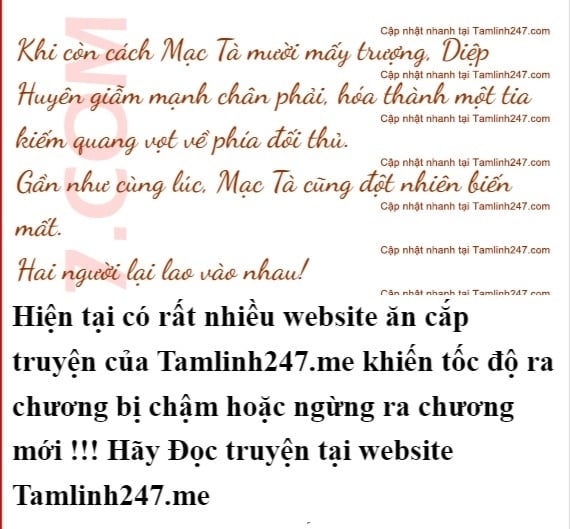 Cập nhật nhanh tại Tamlinh247.com
Khi còn cách Mạc Tà mười mấy trượng, Diệp
Cập nhật nhanh tại Tamlinh247.com
Huyên giẫm mạnh chân phải, hóa thành một tia
Cập nhật nhanh tại Tamlinh247.com
kiếm quang vọt về phía đối thủ.
Cập nhật nhanh tại Tamlinh247.com
Gần như cùng lúc, Mạc Tà cũng đột nhiên biến
Cập nhật nhanh tại Tamlinh247.com
mất.
Cập nhật nhanh tại Tamlinh247.com
Hai người lại lao vào nhau!
Cập nhật nhanh tại Tamlinh247.com
7.COM
Hiện tại có rất nhiều website ăn cắp
truyện của Tamlinh247.me khiến tốc độ ra
chương bị chậm hoặc ngừng ra chương
mới !!! Hãy Đọc truyện tại website
Tamlinh247.me